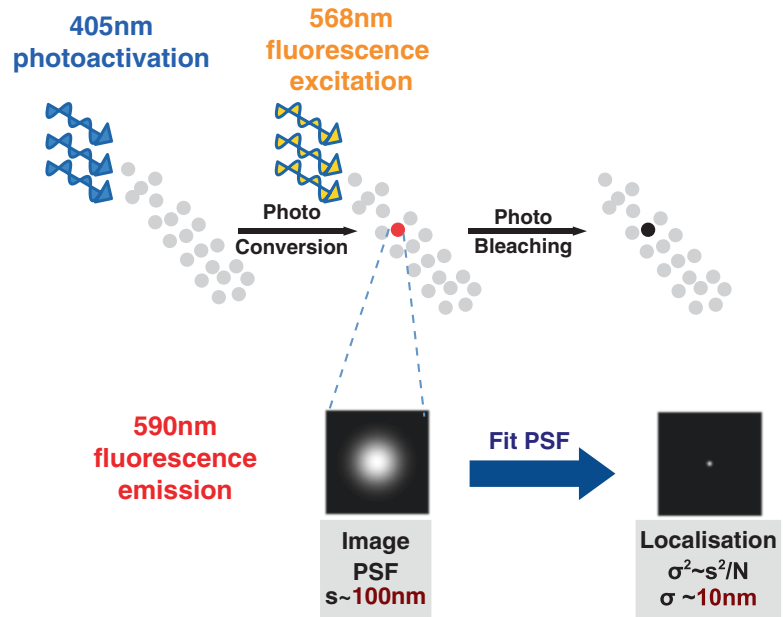 405nm
photoactivation
568nm
fluorescence
excitation
Photo
Conversion
Photo
Bleaching
590nm
fluorescence
emission
Fit PSF
Image
PSF
s~100nm
Localisation
σ²~s²/N
σ ~10nm